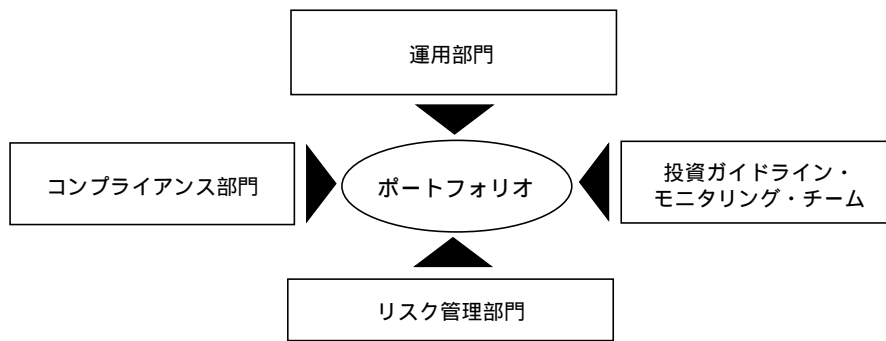 運用部門
コンプライアンス部門
ポートフォリオ
投資ガイドライン・
モニタリング・チーム
リスク管理部門